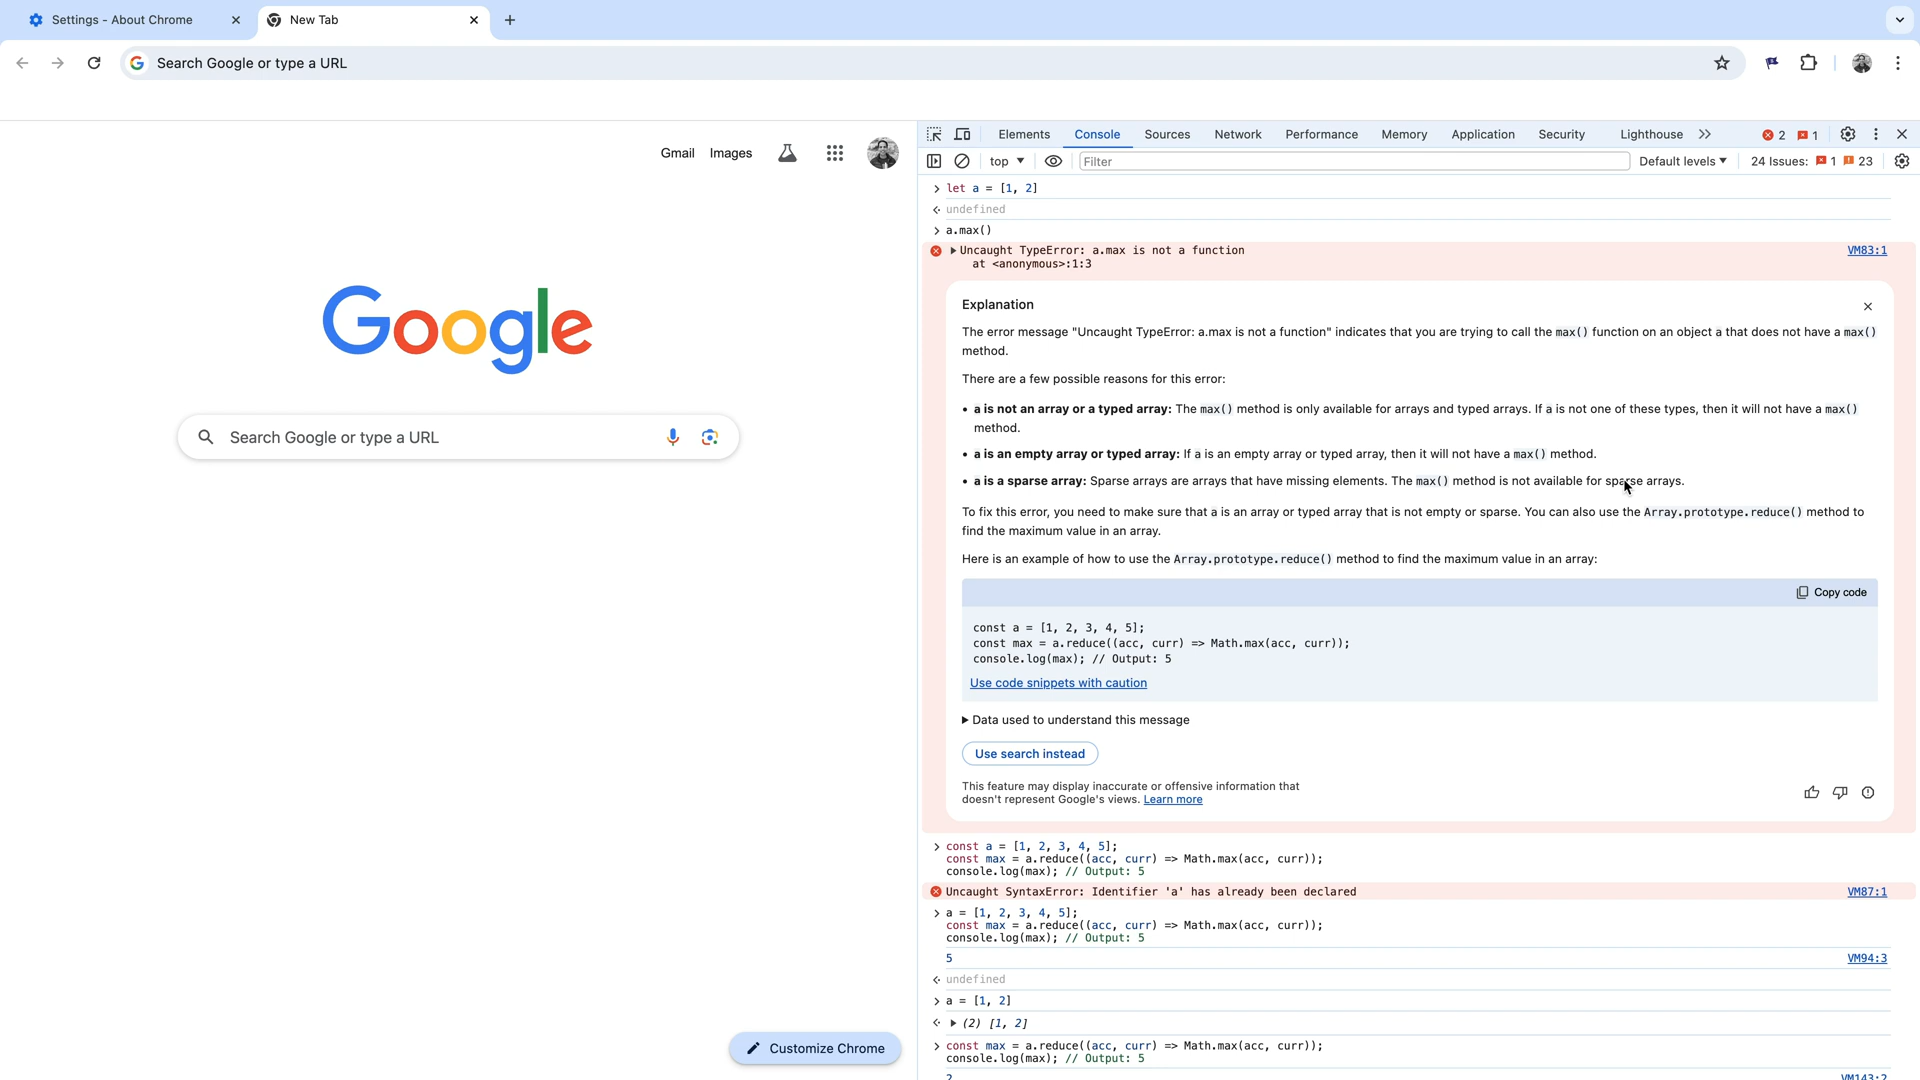 Settings - About Chrome
New Tab
Search Google or type a URL
Gmail Images
Google
Search Google or type a URL
Customize Chrome
Elements Console Sources Network Performance Memory Application Security Lighthouse 2 1
top Filter Default levels 24 Issues: 1 23
let a = [1, 2]
undefined
a.max()
Uncaught TypeError: a.max is not a function VM83:1
at <anonymous>:1:3
Explanation
The error message "Uncaught TypeError: a.max is not a function" indicates that you are trying to call the max() function on an object a that does not have a max()
method.
There are a few possible reasons for this error:
• a is not an array or a typed array: The max() method is only available for arrays and typed arrays. If a is not one of these types, then it will not have a max()
method.
• a is an empty array or typed array: If a is an empty array or typed array, then it will not have a max() method.
• a is a sparse array: Sparse arrays are arrays that have missing elements. The max() method is not available for sparse arrays.
To fix this error, you need to make sure that a is an array or typed array that is not empty or sparse. You can also use the Array.prototype.reduce() method to
find the maximum value in an array.
Here is an example of how to use the Array.prototype.reduce() method to find the maximum value in an array:
Copy code
const a = [1, 2, 3, 4, 5];
const max = a.reduce((acc, curr) => Math.max(acc, curr));
console.log(max); // Output: 5
Use code snippets with caution
Data used to understand this message
Use search instead
This feature may display inaccurate or offensive information that
doesn't represent Google's views. Learn more
const a = [1, 2, 3, 4, 5];
const max = a.reduce((acc, curr) => Math.max(acc, curr));
console.log(max); // Output: 5
Uncaught SyntaxError: Identifier 'a' has already been declared VM87:1
a = [1, 2, 3, 4, 5];
const max = a.reduce((acc, curr) => Math.max(acc, curr));
console.log(max); // Output: 5
5 VM94:3
undefined
a = [1, 2]
(2) [1, 2]
const max = a.reduce((acc, curr) => Math.max(acc, curr));
console.log(max); // Output: 5
2 VM143:2